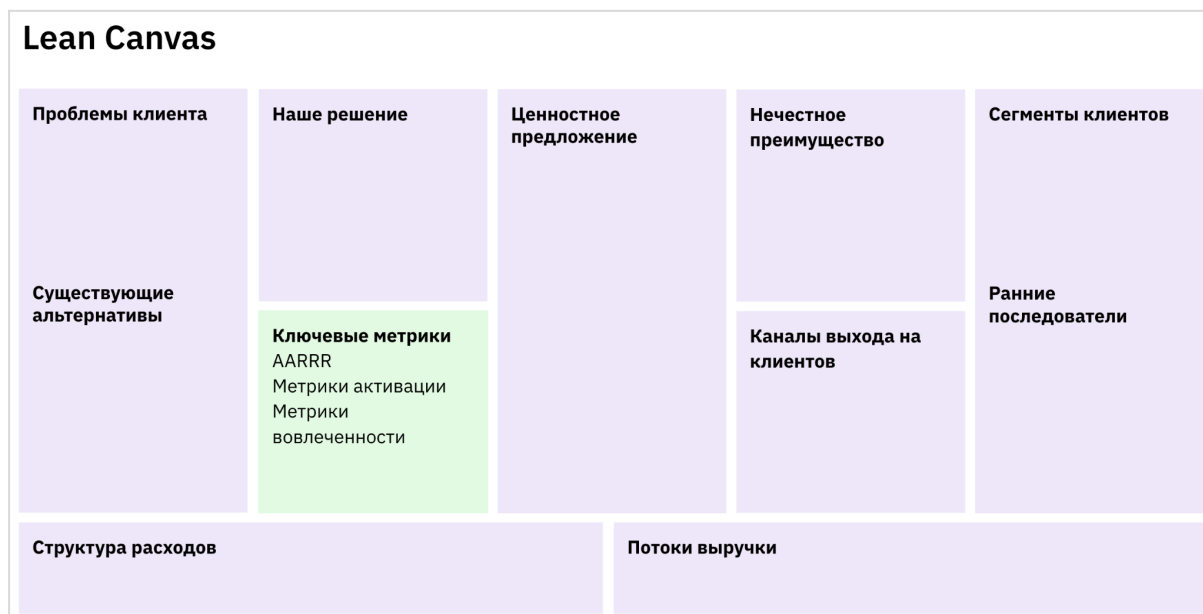 Lean Canvas
Проблемы клиента
Существующие
альтернативы
Наше решение
Ключевые метрики
AARRR
Метрики активации
Метрики
вовлеченности
Ценностное
предложение
Нечестное
преимущество
Каналы выхода на
клиентов
Сегменты клиентов
Ранние
последователи
Структура расходов
Потоки выручки